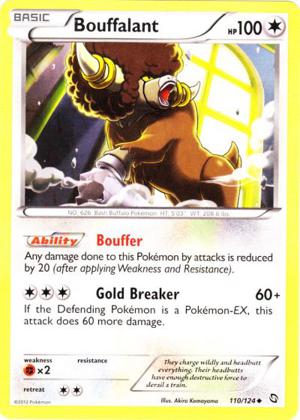 BASIC
Bouffalant HP100
NO. 626 Bash Buffalo Pokémon HT: 5'03" WT: 208.6 lbs.
Ability Bouffer
Any damage done to this Pokémon by attacks is reduced
by 20 (after applying Weakness and Resistance).
Gold Breaker 60+
If the Defending Pokémon is a Pokémon-EX, this
attack does 60 more damage.
weakness resistance
×2
retreat
They charge wildly and headbutt
everything. Their headbutts
have enough destructive force
to derail a train.
Illus. Akira Komayama 110/124
©2012 Pokémon